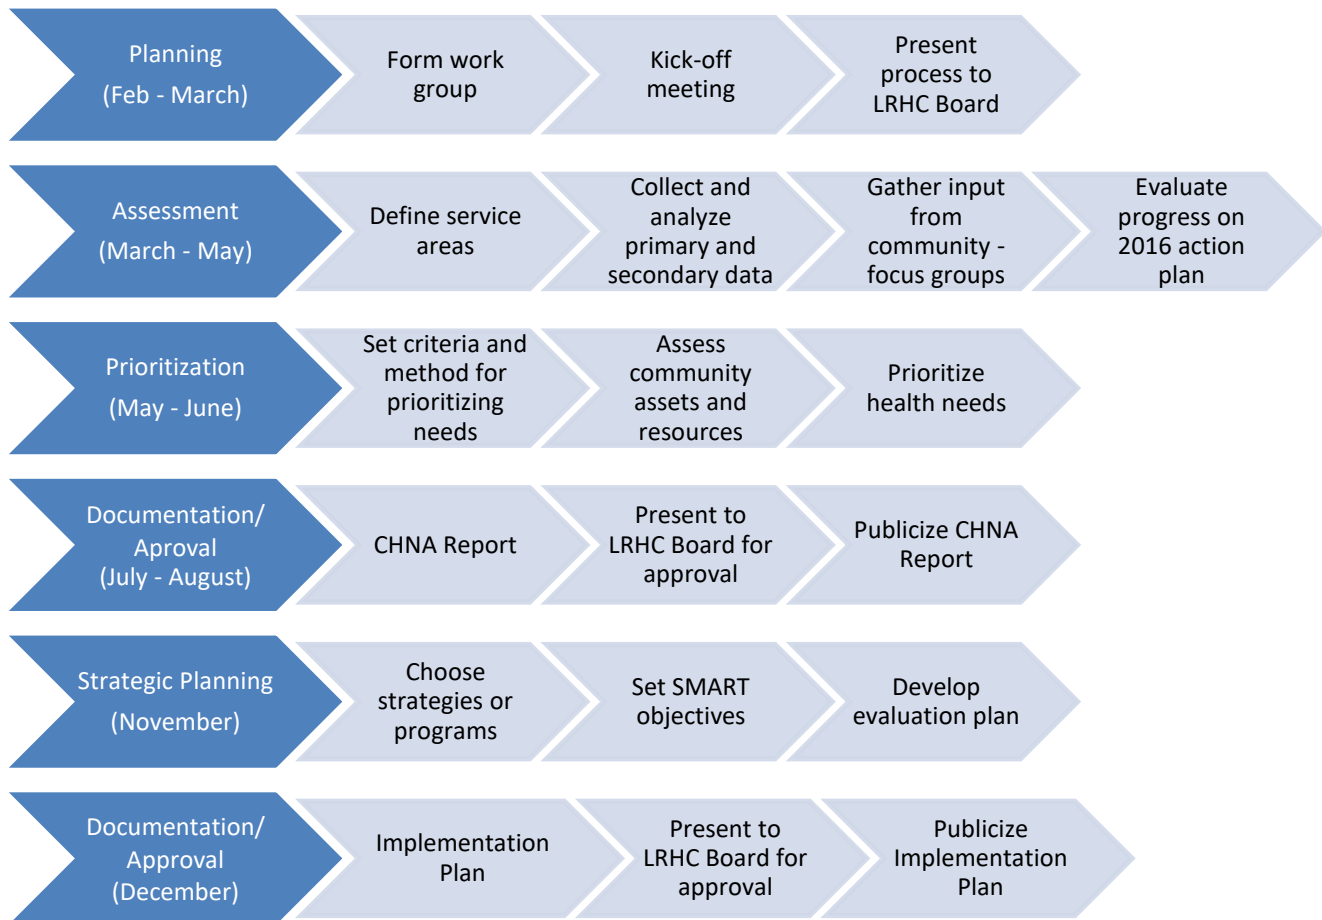 Planning
(Feb - March)
Form work
group
Kick-off
meeting
Present
process to
LRHC Board
Assessment
(March - May)
Define service
areas
Collect and
analyze
primary and
secondary data
Gather input
from
community -
focus groups
Evaluate
progress on
2016 action
plan
Prioritization
(May - June)
Set criteria and
method for
prioritizing
needs
Assess
community
assets and
resources
Prioritize
health needs
Documentation/
Aproval
(July - August)
CHNA Report
Present to
LRHC Board for
approval
Publicize CHNA
Report
Strategic Planning
(November)
Choose
strategies or
programs
Set SMART
objectives
Develop
evaluation plan
Documentation/
Approval
(December)
Implementation
Plan
Present to
LRHC Board for
approval
Publicize
Implementation
Plan